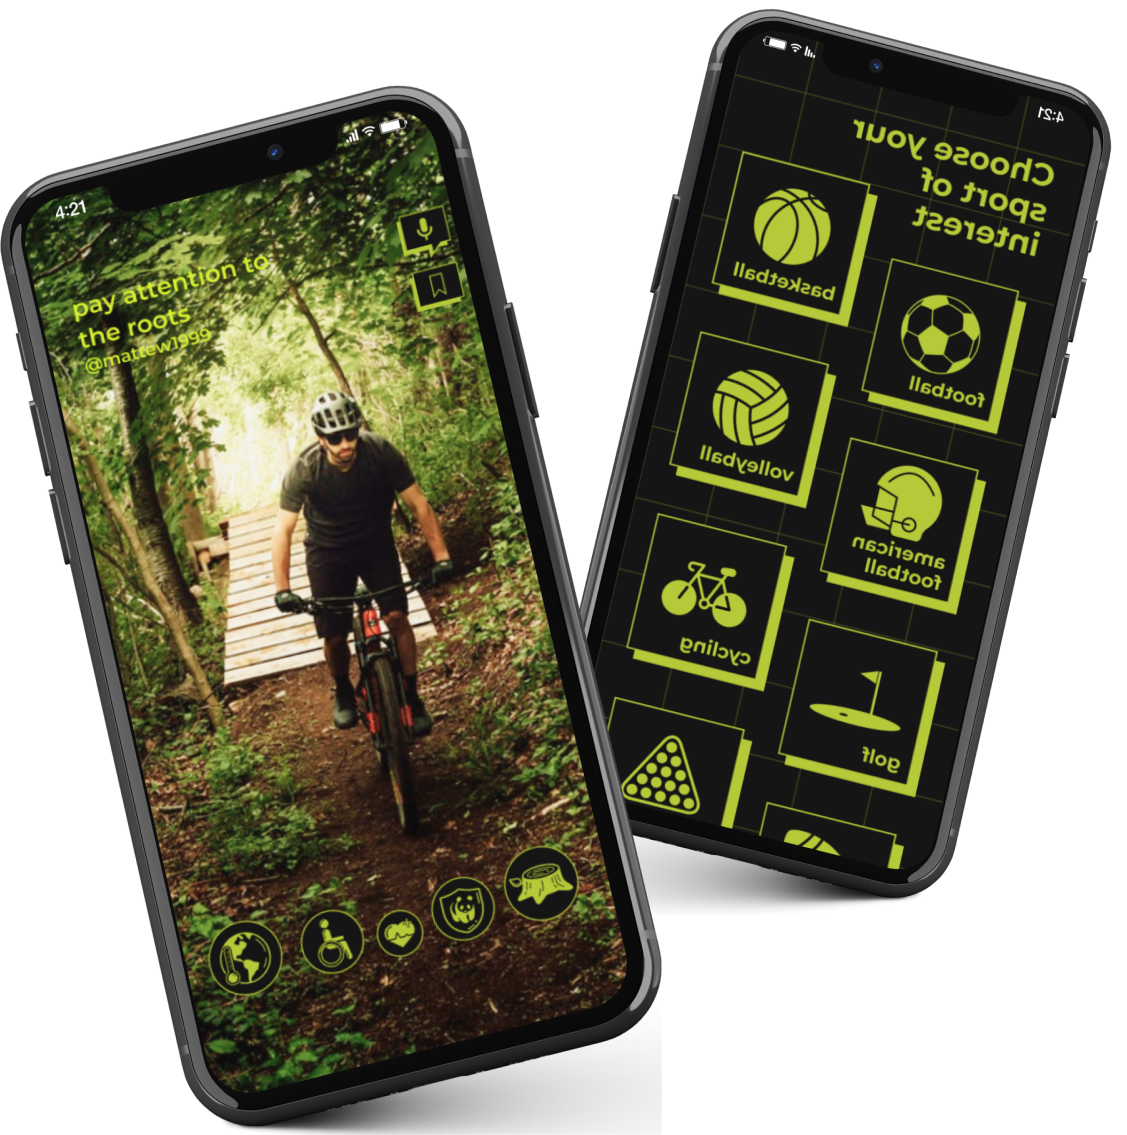 4:21
pay attention to
the roots
@mattew1999
4:21
Choose your
sport of
interest
basketball
football
volleyball
american
football
cycling
golf